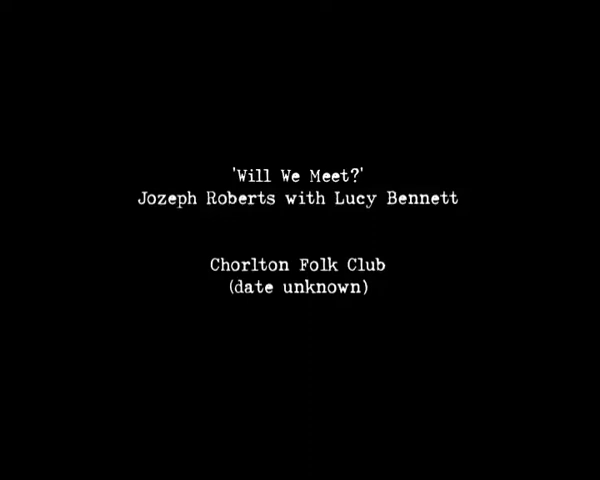 'Will We Meet?'
Jozeph Roberts with Lucy Bennett
Chorlton Folk Club
(date unknown)